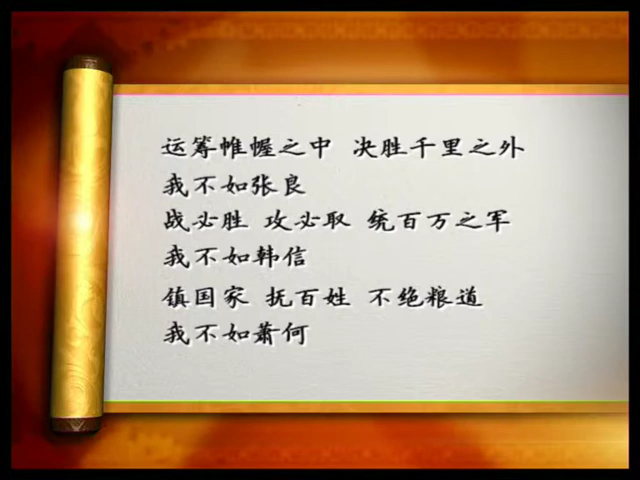 运筹帷幄之中 决胜千里之外
我不如张良
战必胜 攻必取 统百万之军
我不如韩信
镇国家 抚百姓 不绝粮道
我不如萧何